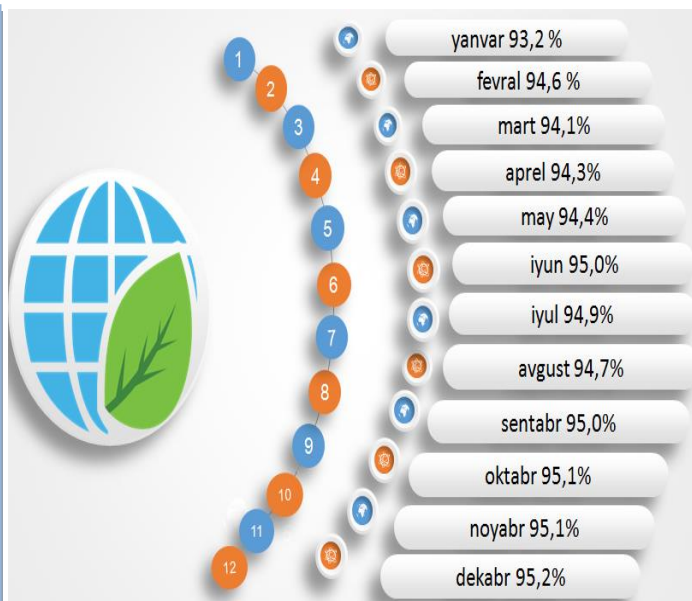 1
yanvar 93,2 %
2
fevral 94,6 %
3
mart 94,1%
4
aprel 94,3%
5
may 94,4%
6
iyun 95,0%
7
iyul 94,9%
8
avgust 94,7%
9
sentabr 95,0%
10
oktabr 95,1%
11
noyabr 95,1%
12
dekabr 95,2%